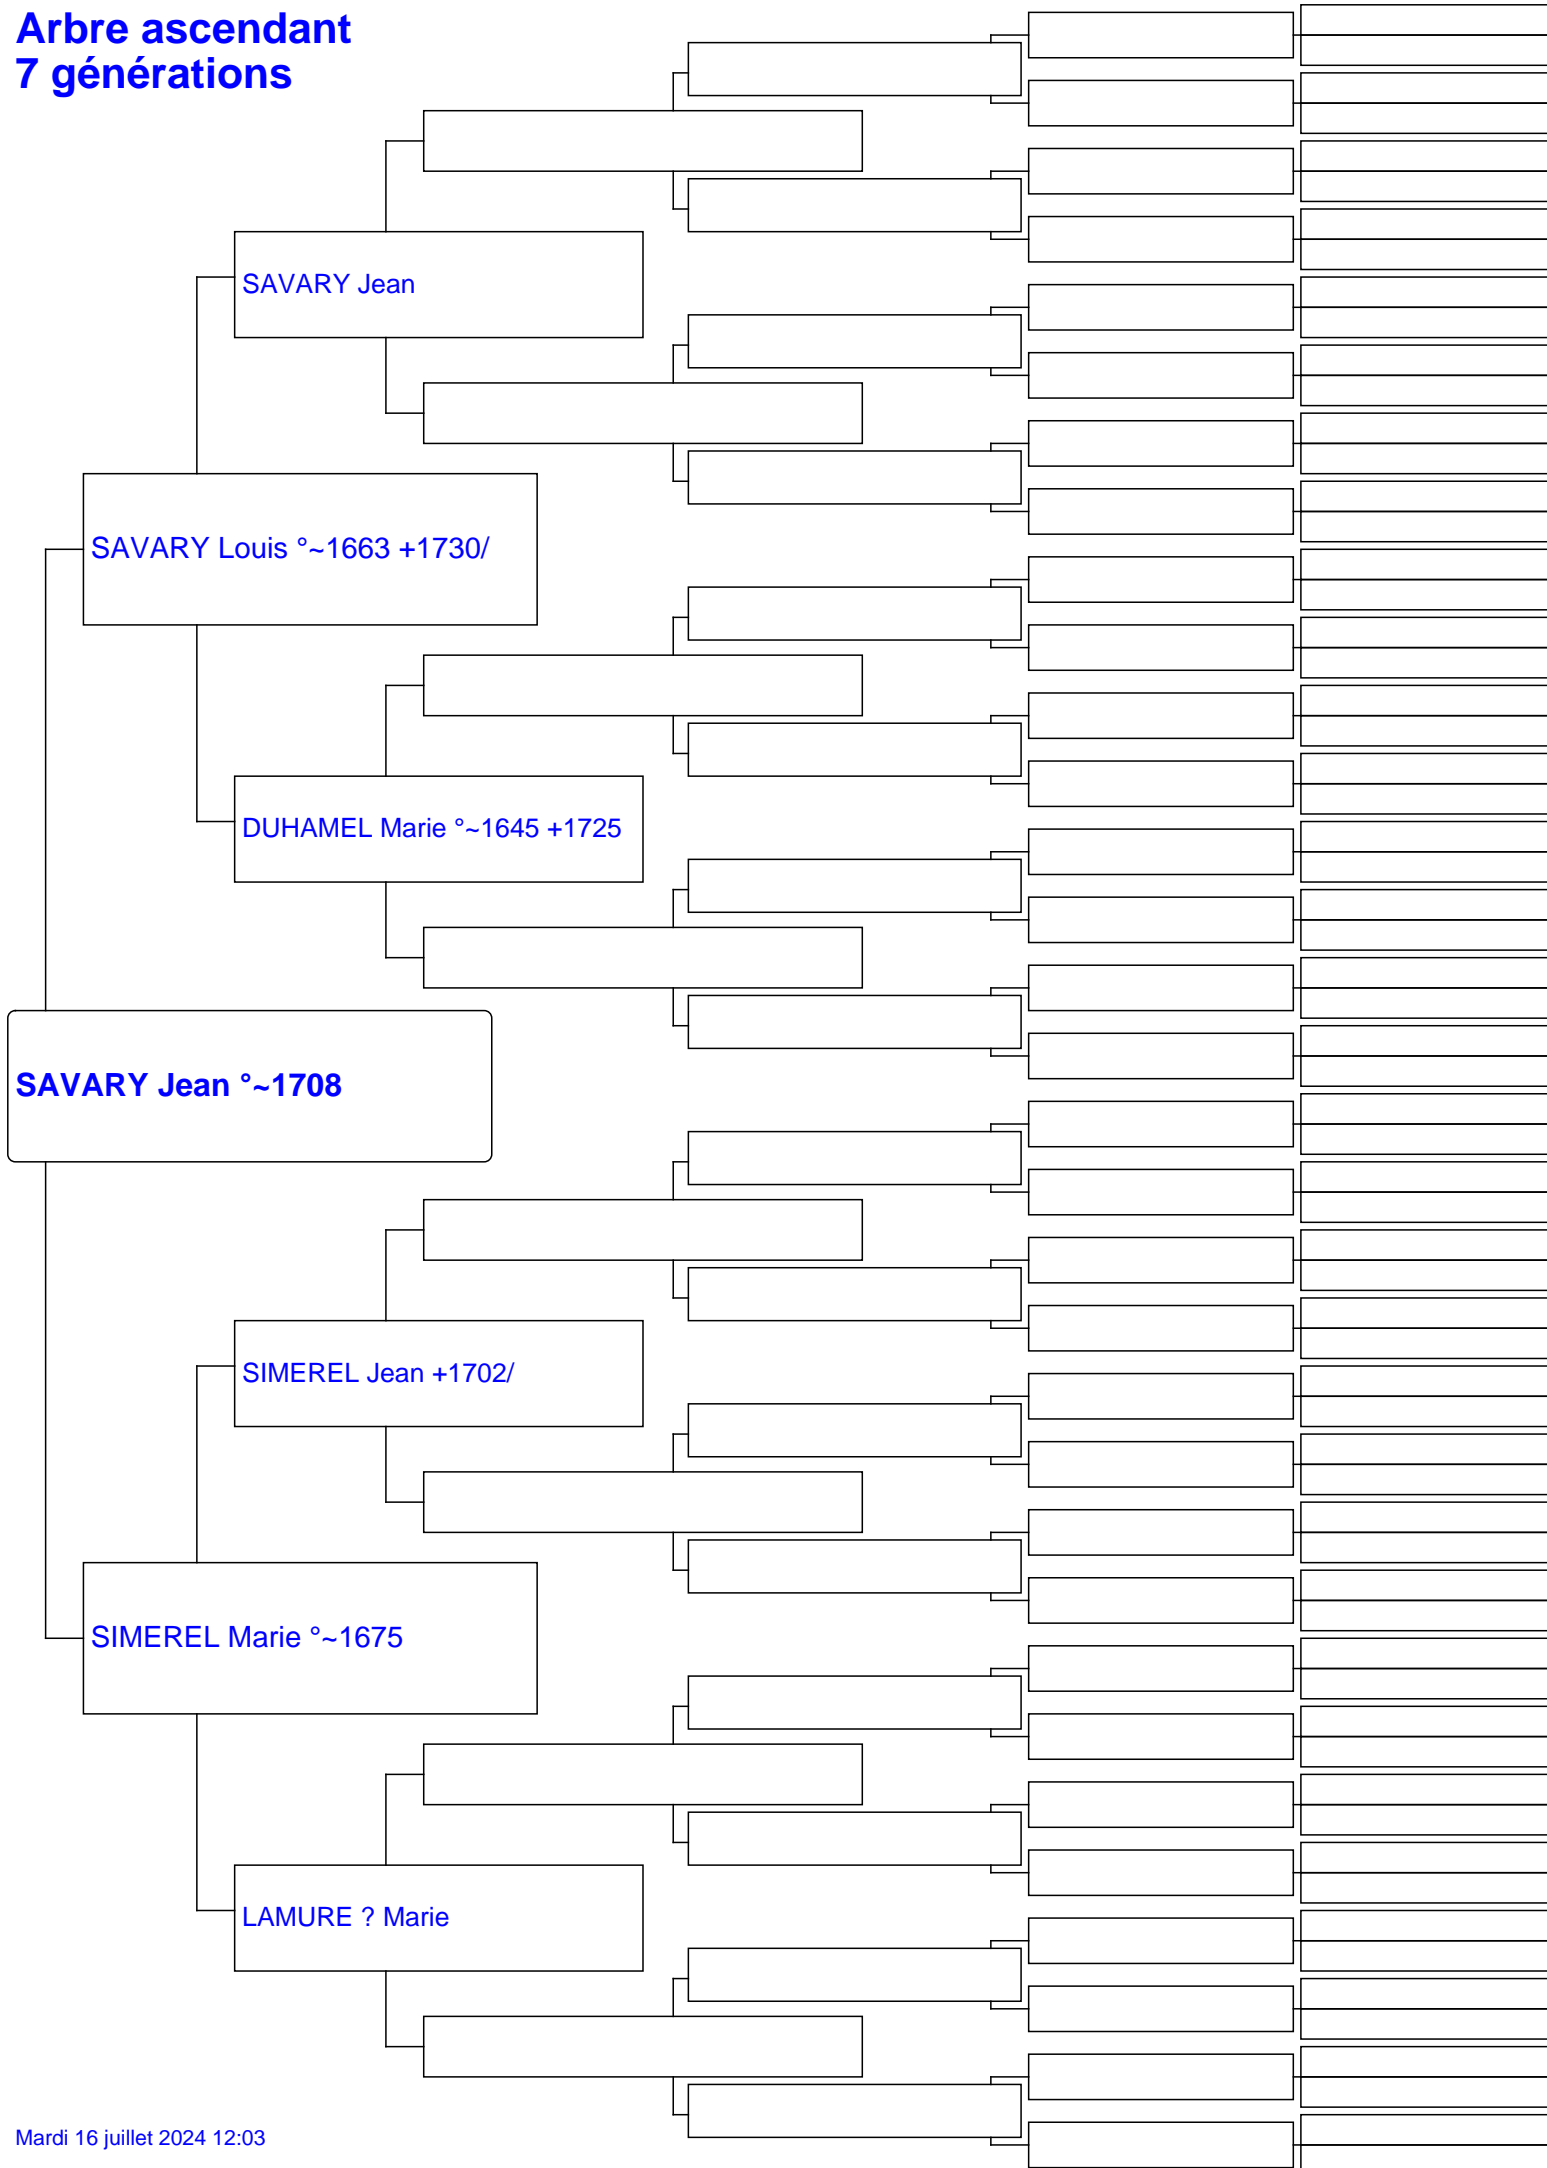 Arbre ascendant
7 générations
SAVARY Jean
SAVARY Louis °~1663 +1730/
DUHAMEL Marie °~1645 +1725
SAVARY Jean °~1708
SIMEREL Jean +1702/
SIMEREL Marie °~1675
LAMURE ? Marie
Mardi 16 juillet 2024 12:03